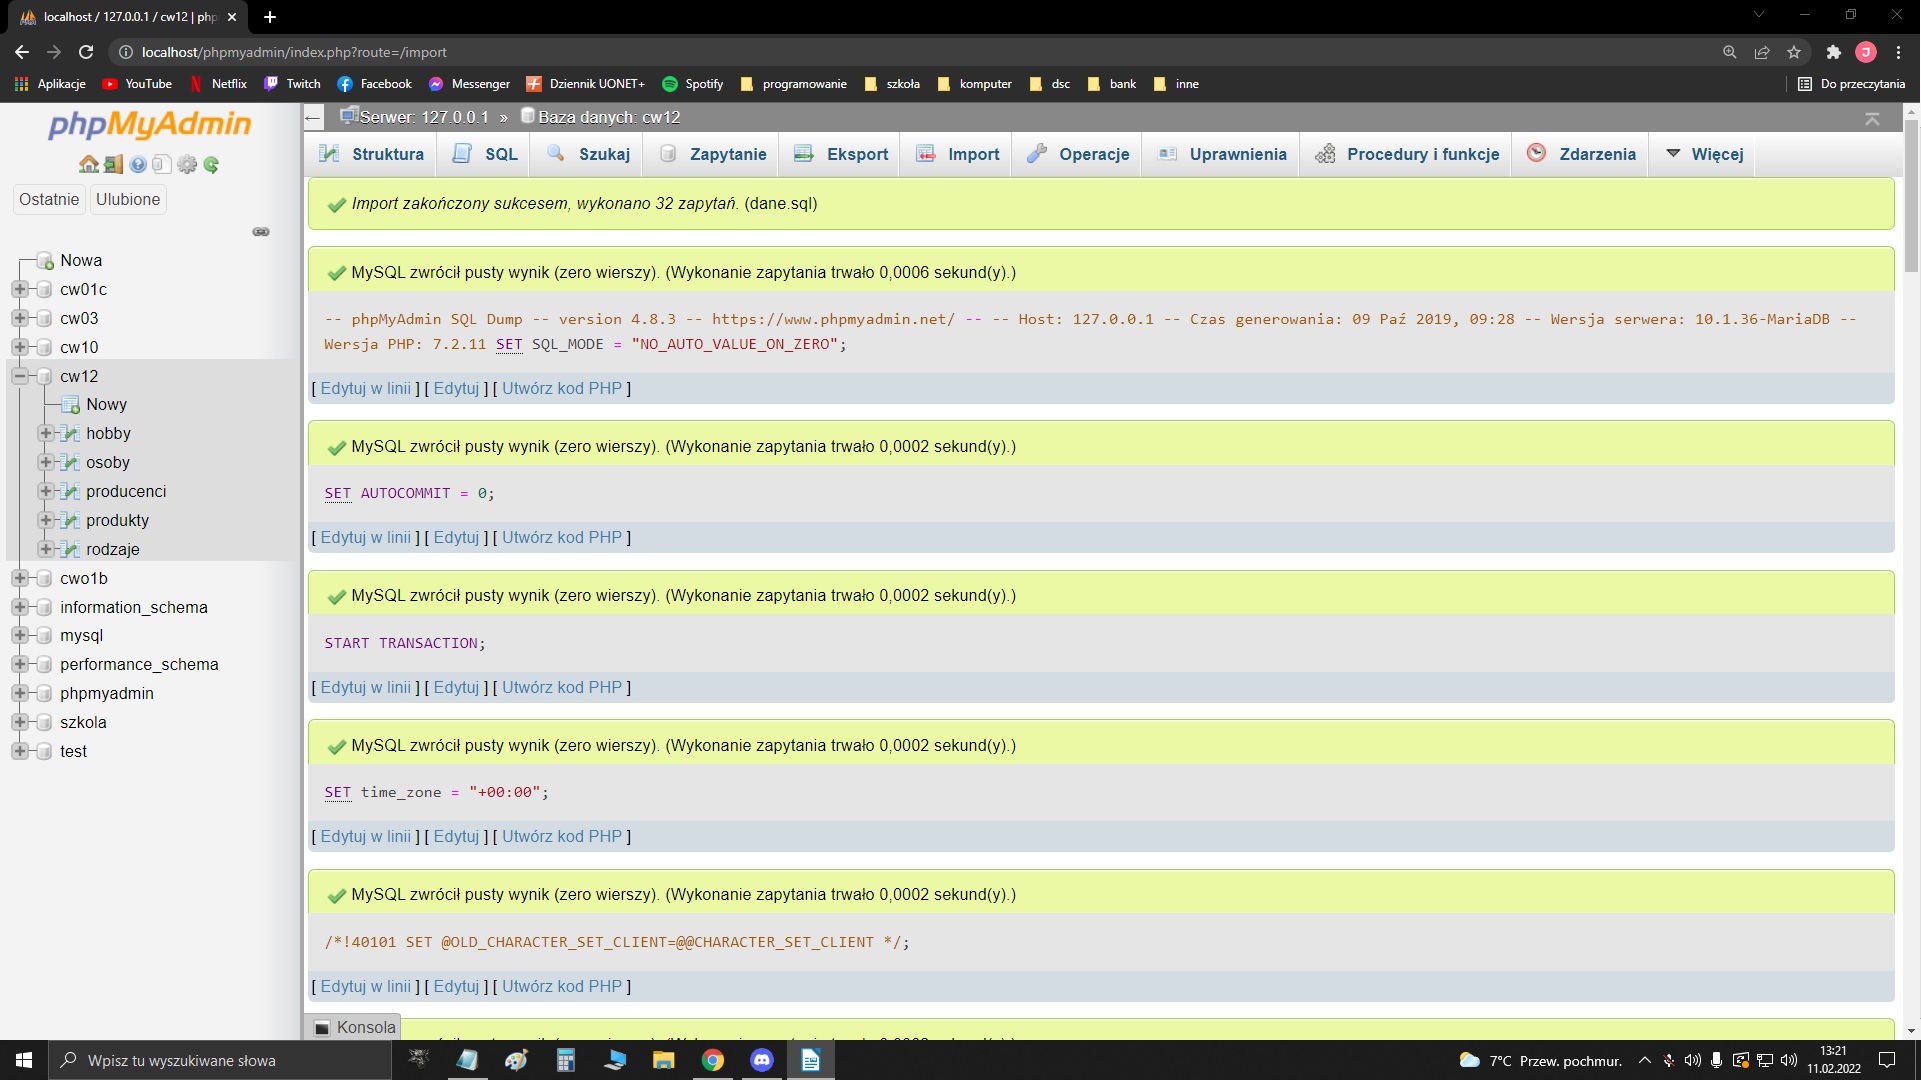 localhost / 127.0.0.1 / cw12 | php
localhost/phpmyadmin/index.php?route=/import
J
Aplikacje YouTube Netflix Twitch Facebook Messenger Dziennik UONET+ Spotify programowanie szkoła komputer dsc bank inne Do przeczytania
phpMyAdmin
Ostatnie Ulubione
Nowa
cw01c
cw03
cw10
cw12
Nowy
hobby
osoby
producenci
produkty
rodzaje
cwo1b
information_schema
mysql
performance_schema
phpmyadmin
szkola
test
Serwer: 127.0.0.1 » Baza danych: cw12
Struktura SQL Szukaj Zapytanie Eksport Import Operacje Uprawnienia Procedury i funkcje Zdarzenia Więcej
Import zakończony sukcesem, wykonano 32 zapytań. (dane.sql)
MySQL zwrócił pusty wynik (zero wierszy). (Wykonanie zapytania trwało 0,0006 sekund(y).)
-- phpMyAdmin SQL Dump -- version 4.8.3 -- https://www.phpmyadmin.net/ -- -- Host: 127.0.0.1 -- Czas generowania: 09 Paź 2019, 09:28 -- Wersja serwera: 10.1.36-MariaDB --
Wersja PHP: 7.2.11 SET SQL_MODE = "NO_AUTO_VALUE_ON_ZERO";
[ Edytuj w linii ] [ Edytuj ] [ Utwórz kod PHP ]
MySQL zwrócił pusty wynik (zero wierszy). (Wykonanie zapytania trwało 0,0002 sekund(y).)
SET AUTOCOMMIT = 0;
[ Edytuj w linii ] [ Edytuj ] [ Utwórz kod PHP ]
MySQL zwrócił pusty wynik (zero wierszy). (Wykonanie zapytania trwało 0,0002 sekund(y).)
START TRANSACTION;
[ Edytuj w linii ] [ Edytuj ] [ Utwórz kod PHP ]
MySQL zwrócił pusty wynik (zero wierszy). (Wykonanie zapytania trwało 0,0002 sekund(y).)
SET time_zone = "+00:00";
[ Edytuj w linii ] [ Edytuj ] [ Utwórz kod PHP ]
MySQL zwrócił pusty wynik (zero wierszy). (Wykonanie zapytania trwało 0,0002 sekund(y).)
/*!40101 SET @OLD_CHARACTER_SET_CLIENT=@@CHARACTER_SET_CLIENT */;
[ Edytuj w linii ] [ Edytuj ] [ Utwórz kod PHP ]
Konsola
Wpisz tu wyszukiwane słowa
7°C Przew. pochmur.
13:21
11.02.2022